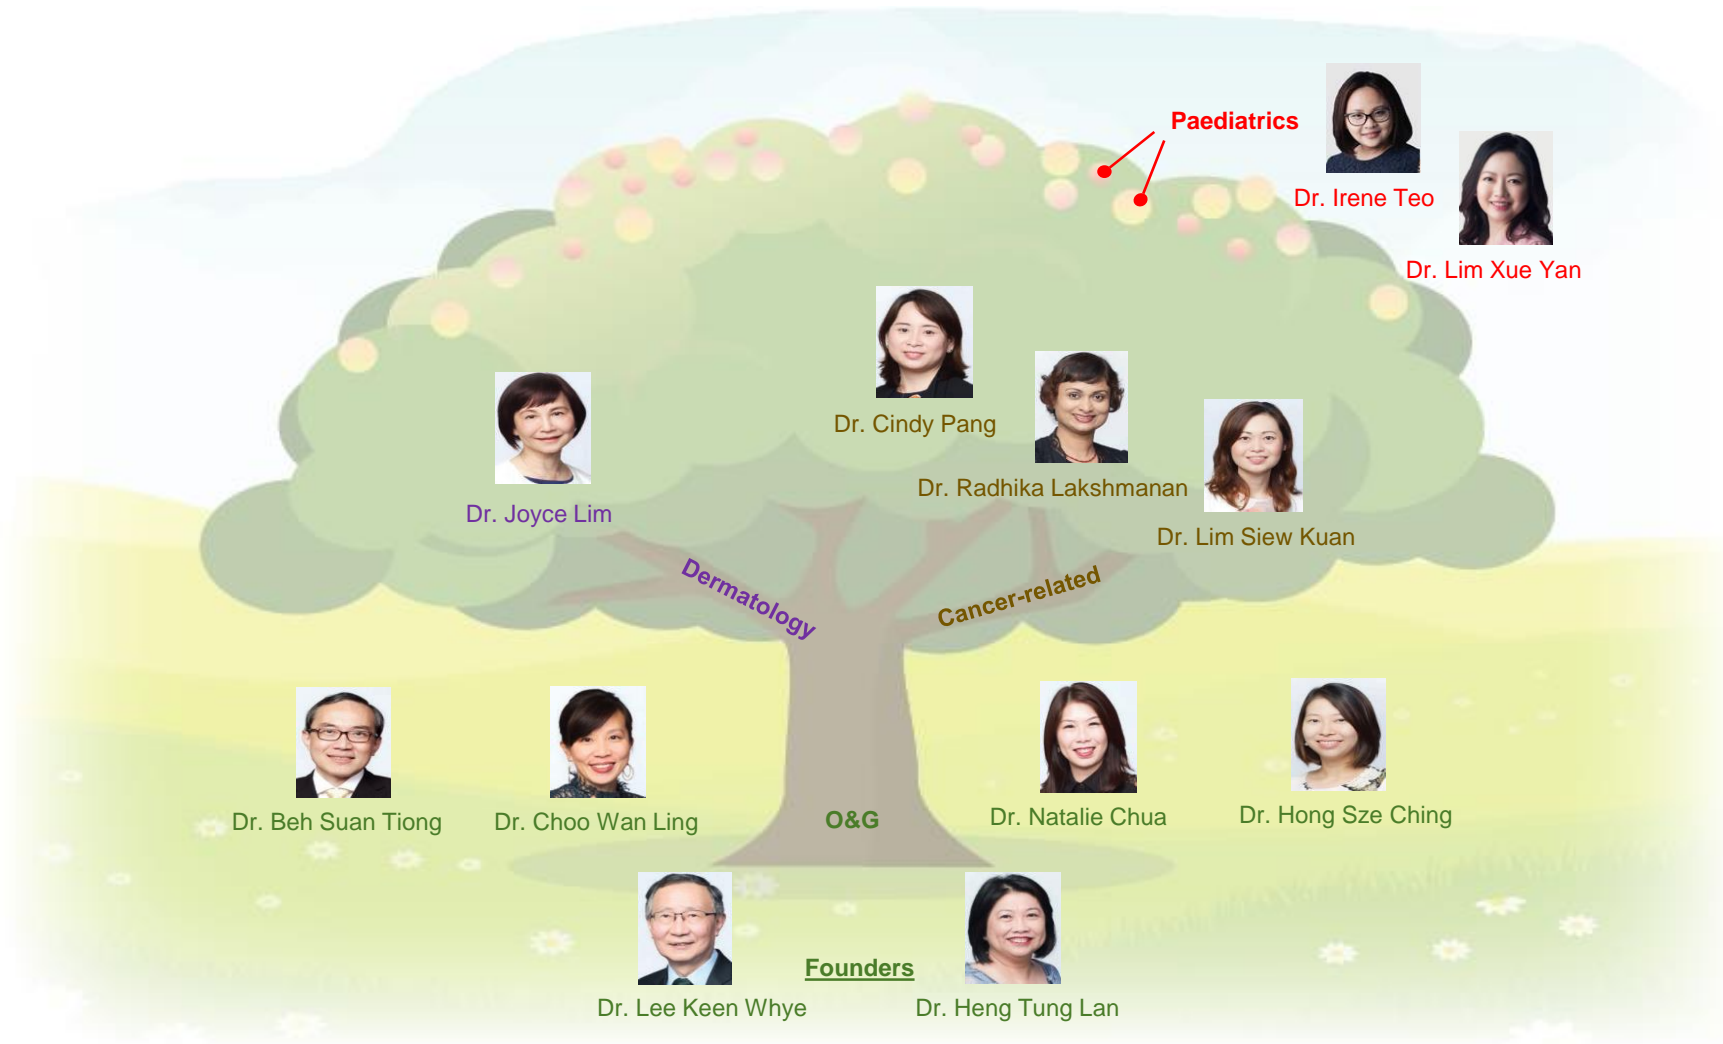 Paediatrics
Dr. Irene Teo
Dr. Lim Xue Yan
Dr. Cindy Pang
Dr. Radhika Lakshmanan
Dr. Joyce Lim
Dr. Lim Siew Kuan
Dermatology
Cancer-related
Dr. Beh Suan Tiong
Dr. Choo Wan Ling
O&G
Dr. Natalie Chua
Dr. Hong Sze Ching
Founders
Dr. Lee Keen Whye
Dr. Heng Tung Lan